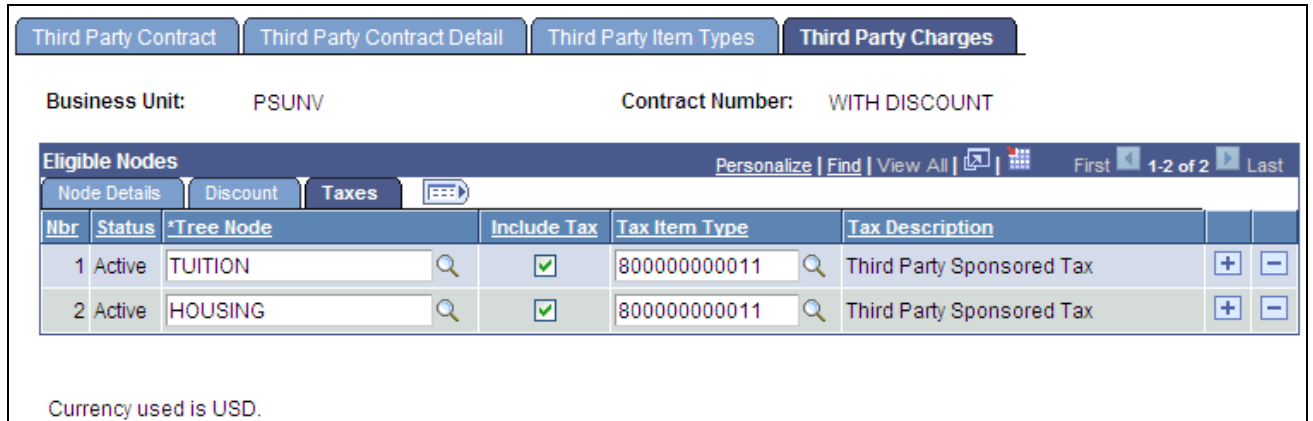 Third Party Contract Third Party Contract Detail Third Party Item Types Third Party Charges
Business Unit: PSUNV Contract Number: WITH DISCOUNT
Eligible Nodes Personalize | Find | View All | | First 1-2 of 2 Last
Node Details Discount Taxes
Nbr Status *Tree Node Include Tax Tax Item Type Tax Description
1 Active TUITION 800000000011 Third Party Sponsored Tax + −
2 Active HOUSING 800000000011 Third Party Sponsored Tax + −
Currency used is USD.